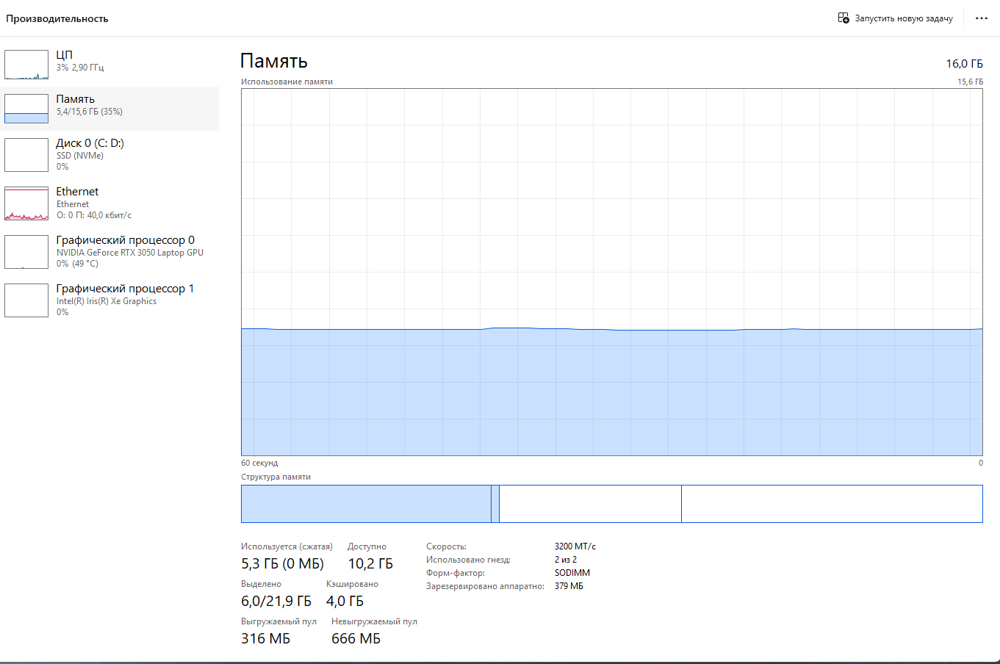 Производительность
Запустить новую задачу
ЦП
3% 2,90 ГГц
Память
5,4/15,6 ГБ (35%)
Диск 0 (C: D:)
SSD (NVMe)
0%
Ethernet
Ethernet
О: 0 П: 40,0 кбит/с
Графический процессор 0
NVIDIA GeForce RTX 3050 Laptop GPU
0% (49 °C)
Графический процессор 1
Intel(R) Iris(R) Xe Graphics
0%
Память
16,0 ГБ
Использование памяти
15,6 ГБ
60 секунд
0
Структура памяти
Используется (сжатая)
Доступно
5,3 ГБ (0 МБ)
10,2 ГБ
Выделено
Кэшировано
6,0/21,9 ГБ
4,0 ГБ
Выгружаемый пул
Невыгружаемый пул
316 МБ
666 МБ
Скорость: 3200 МТ/с
Использовано гнезд: 2 из 2
Форм-фактор: SODIMM
Зарезервировано аппаратно: 379 МБ